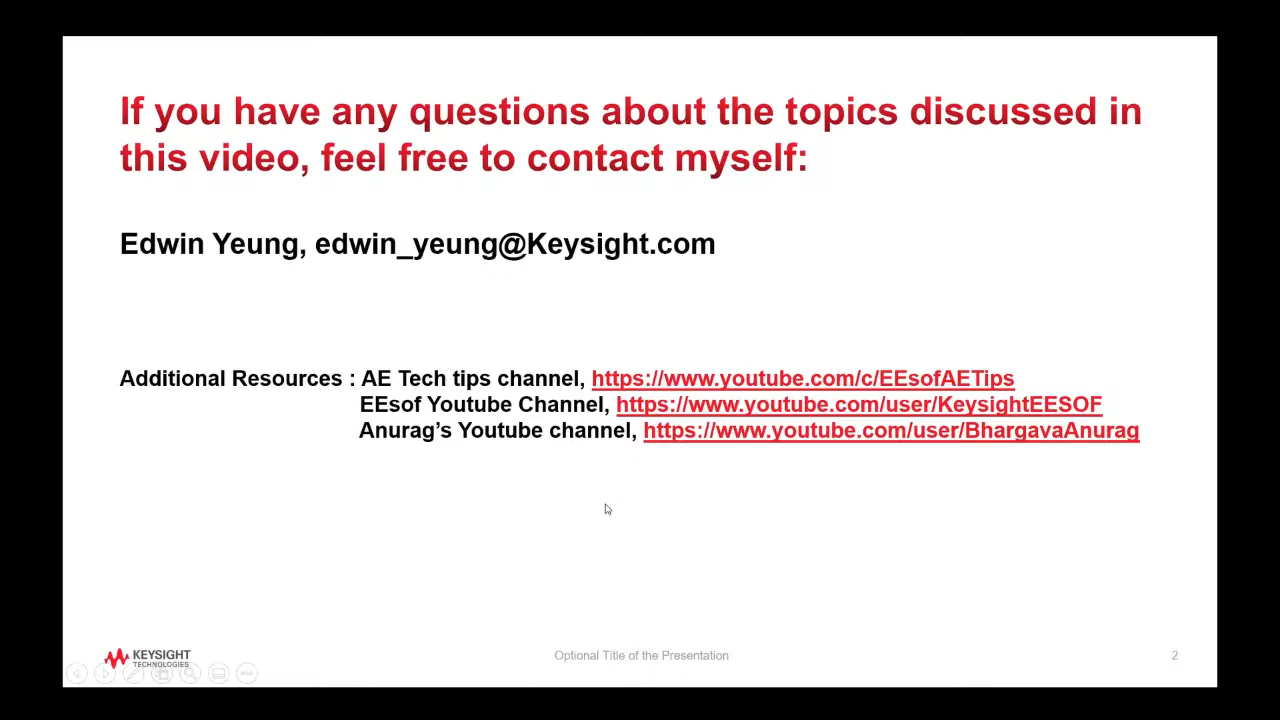 If you have any questions about the topics discussed in
this video, feel free to contact myself:
Edwin Yeung, edwin_yeung@Keysight.com
Additional Resources : AE Tech tips channel, https://www.youtube.com/c/EEsofAETips
EEsof Youtube Channel, https://www.youtube.com/user/KeysightEESOF
Anurag’s Youtube channel, https://www.youtube.com/user/BhargavaAnurag
KEYSIGHT
TECHNOLOGIES
Optional Title of the Presentation
2